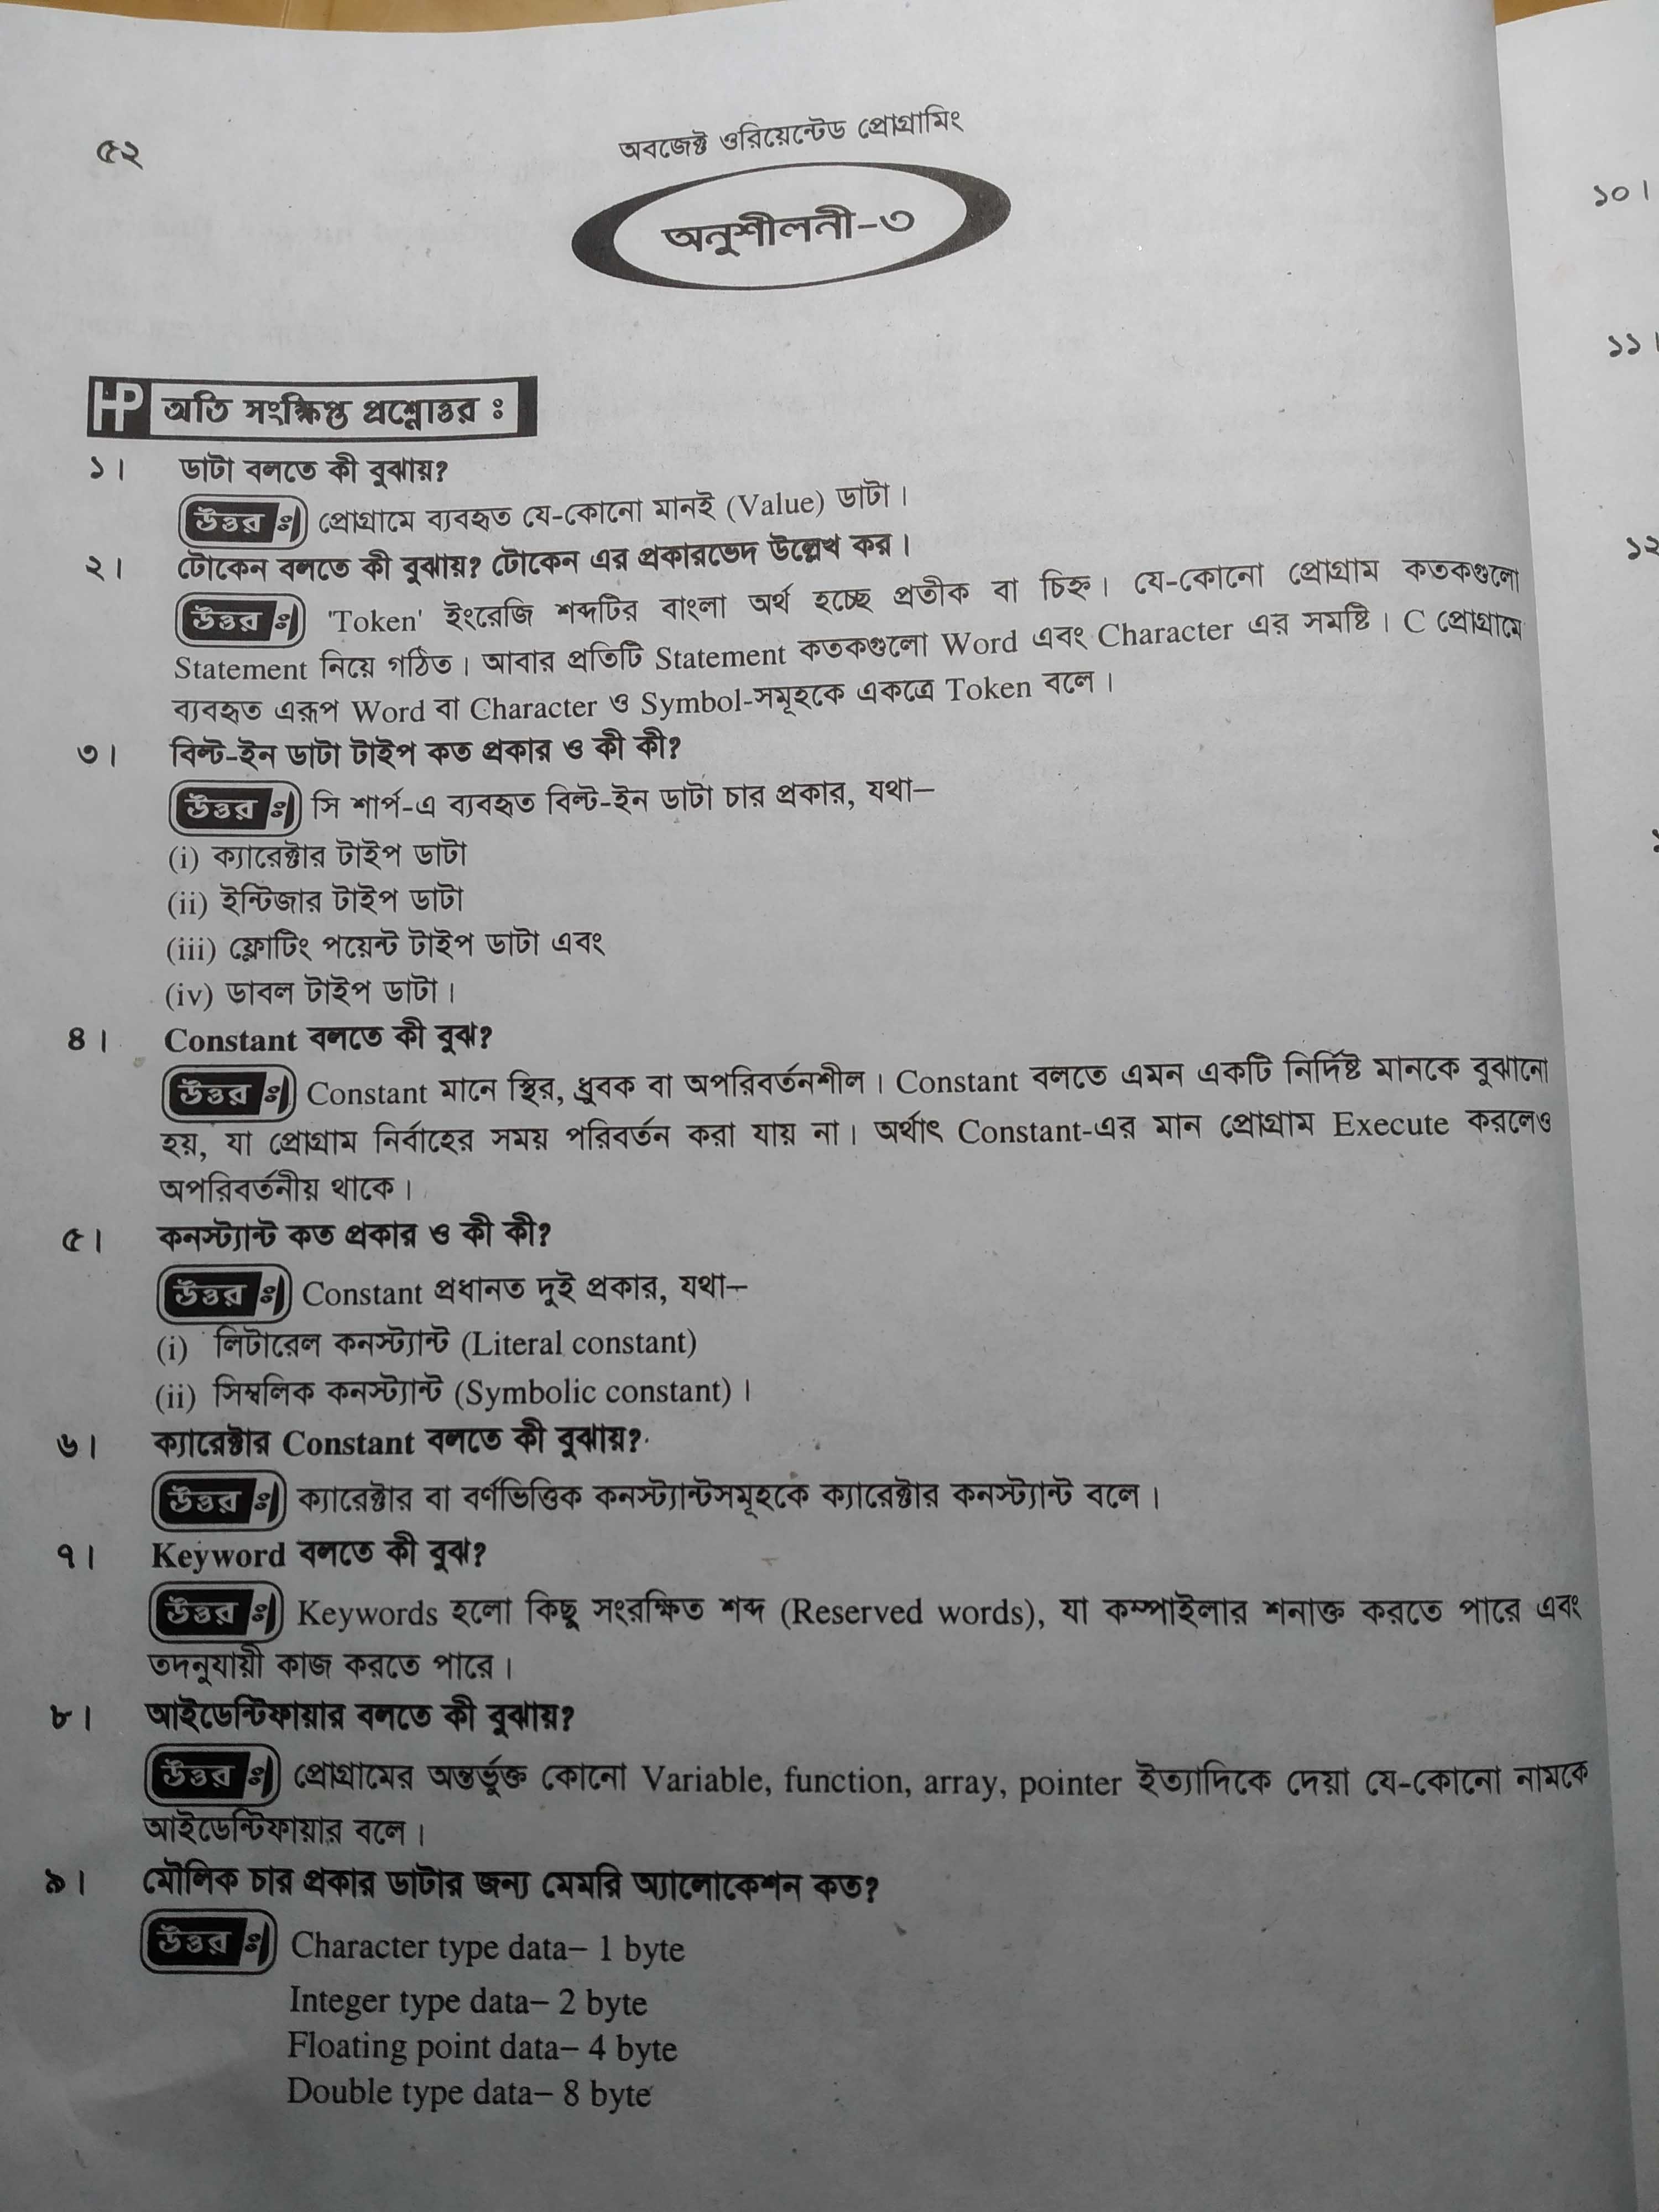 ৫২
অবজেক্ট ওরিয়েন্টেড প্রোগ্রামিং
অনুশীলনী-৩
HP অতি সংক্ষিপ্ত প্রশ্নোত্তর ঃ
১। ডাটা বলতে কী বুঝায়?
উত্তর ঃ প্রোগ্রামে ব্যবহৃত যে-কোনো মানই (Value) ডাটা।
২। টোকেন বলতে কী বুঝায়? টোকেন এর প্রকারভেদ উল্লেখ কর।
উত্তর ঃ 'Token' ইংরেজি শব্দটির বাংলা অর্থ হচ্ছে প্রতীক বা চিহ্ন। যে-কোনো প্রোগ্রাম কতকগুলো
Statement নিয়ে গঠিত। আবার প্রতিটি Statement কতকগুলো Word এবং Character এর সমষ্টি। C প্রোগ্রামে
ব্যবহৃত এরূপ Word বা Character ও Symbol-সমূহকে একত্রে Token বলে।
৩। বিল্ট-ইন ডাটা টাইপ কত প্রকার ও কী কী?
উত্তর ঃ সি শার্প-এ ব্যবহৃত বিল্ট-ইন ডাটা চার প্রকার, যথা—
(i) ক্যারেক্টার টাইপ ডাটা
(ii) ইন্টিজার টাইপ ডাটা
(iii) ফ্লোটিং পয়েন্ট টাইপ ডাটা এবং
(iv) ডাবল টাইপ ডাটা।
৪। Constant বলতে কী বুঝ?
উত্তর ঃ Constant মানে স্থির, ধ্রুবক বা অপরিবর্তনশীল। Constant বলতে এমন একটি নির্দিষ্ট মানকে বুঝানো
হয়, যা প্রোগ্রাম নির্বাহের সময় পরিবর্তন করা যায় না। অর্থাৎ Constant-এর মান প্রোগ্রাম Execute করলেও
অপরিবর্তনীয় থাকে।
৫। কনস্ট্যান্ট কত প্রকার ও কী কী?
উত্তর ঃ Constant প্রধানত দুই প্রকার, যথা—
(i) লিটারেল কনস্ট্যান্ট (Literal constant)
(ii) সিম্বলিক কনস্ট্যান্ট (Symbolic constant)।
৬। ক্যারেক্টার Constant বলতে কী বুঝায়?
উত্তর ঃ ক্যারেক্টার বা বর্ণভিত্তিক কনস্ট্যান্টসমূহকে ক্যারেক্টার কনস্ট্যান্ট বলে।
৭। Keyword বলতে কী বুঝ?
উত্তর ঃ Keywords হলো কিছু সংরক্ষিত শব্দ (Reserved words), যা কম্পাইলার শনাক্ত করতে পারে এবং
তদনুযায়ী কাজ করতে পারে।
৮। আইডেন্টিফায়ার বলতে কী বুঝায়?
উত্তর ঃ প্রোগ্রামের অন্তর্ভুক্ত কোনো Variable, function, array, pointer ইত্যাদিকে দেয়া যে-কোনো নামকে
আইডেন্টিফায়ার বলে।
৯। মৌলিক চার প্রকার ডাটার জন্য মেমরি অ্যালোকেশন কত?
উত্তর ঃ Character type data– 1 byte
Integer type data– 2 byte
Floating point data– 4 byte
Double type data– 8 byte
১০।
১১।
১২